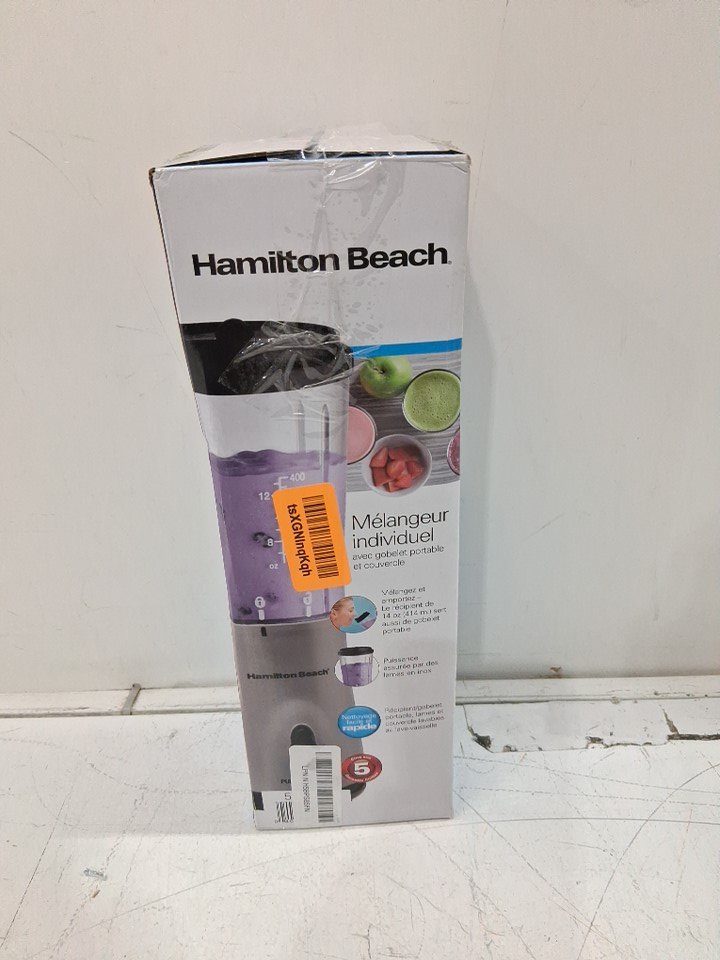 Hamilton Beach
400
12
8
oz
tsXGNlnqKqh
Mélangeur
individuel
avec gobelet portable
et couvercle
Mélangez et
emportez –
Le récipient de
14 oz (414 ml) sert
aussi de gobelet
portable
Puissance
assurée par des
lames en inox
Hamilton Beach
Nettoyage
facile et
rapide
Récipient/gobelet
portable, lames et
couvercle lavables
au lave-vaisselle
5
5